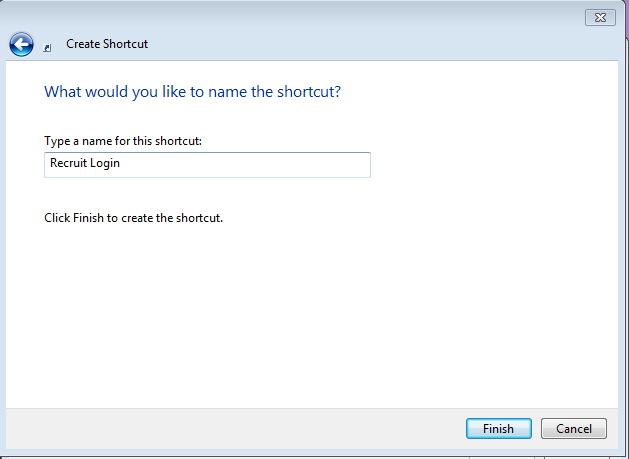 Create Shortcut
What would you like to name the shortcut?
Type a name for this shortcut:
Recruit Login
Click Finish to create the shortcut.
Finish Cancel